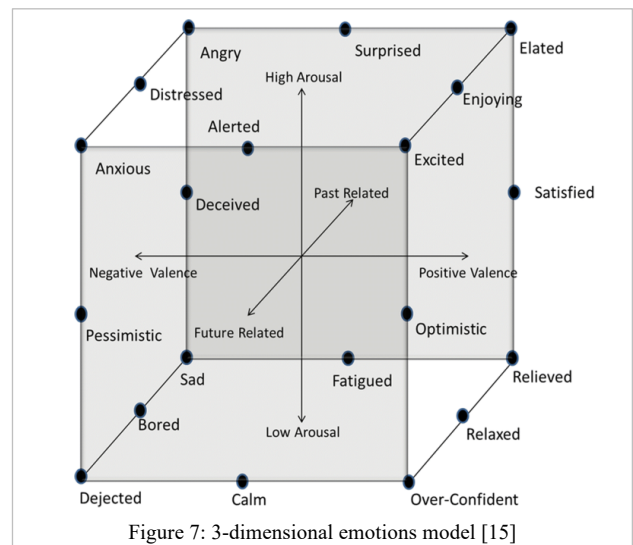 Angry
Surprised
Elated
High Arousal
Distressed
Enjoying
Alerted
Anxious
Excited
Past Related
Deceived
Satisfied
Negative Valence
Positive Valence
Future Related
Pessimistic
Optimistic
Sad
Fatigued
Relieved
Bored
Low Arousal
Relaxed
Dejected
Calm
Over-Confident
Figure 7: 3-dimensional emotions model [15]